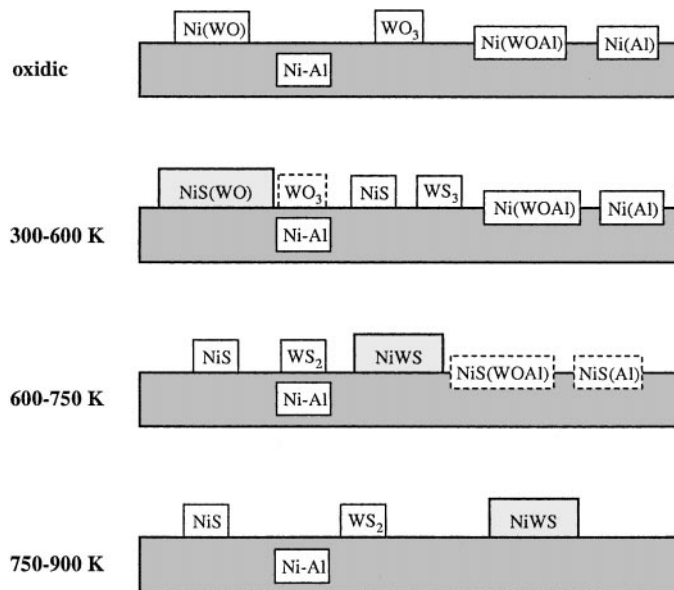 Ni(WO) WO₃ Ni(WOAl) Ni(Al)
oxidic Ni-Al
NiS(WO) WO₃ NiS WS₃ Ni(WOAl) Ni(Al)
300-600 K Ni-Al
NiS WS₂ NiWS NiS(WOAl) NiS(Al)
600-750 K Ni-Al
NiS WS₂ NiWS
750-900 K Ni-Al